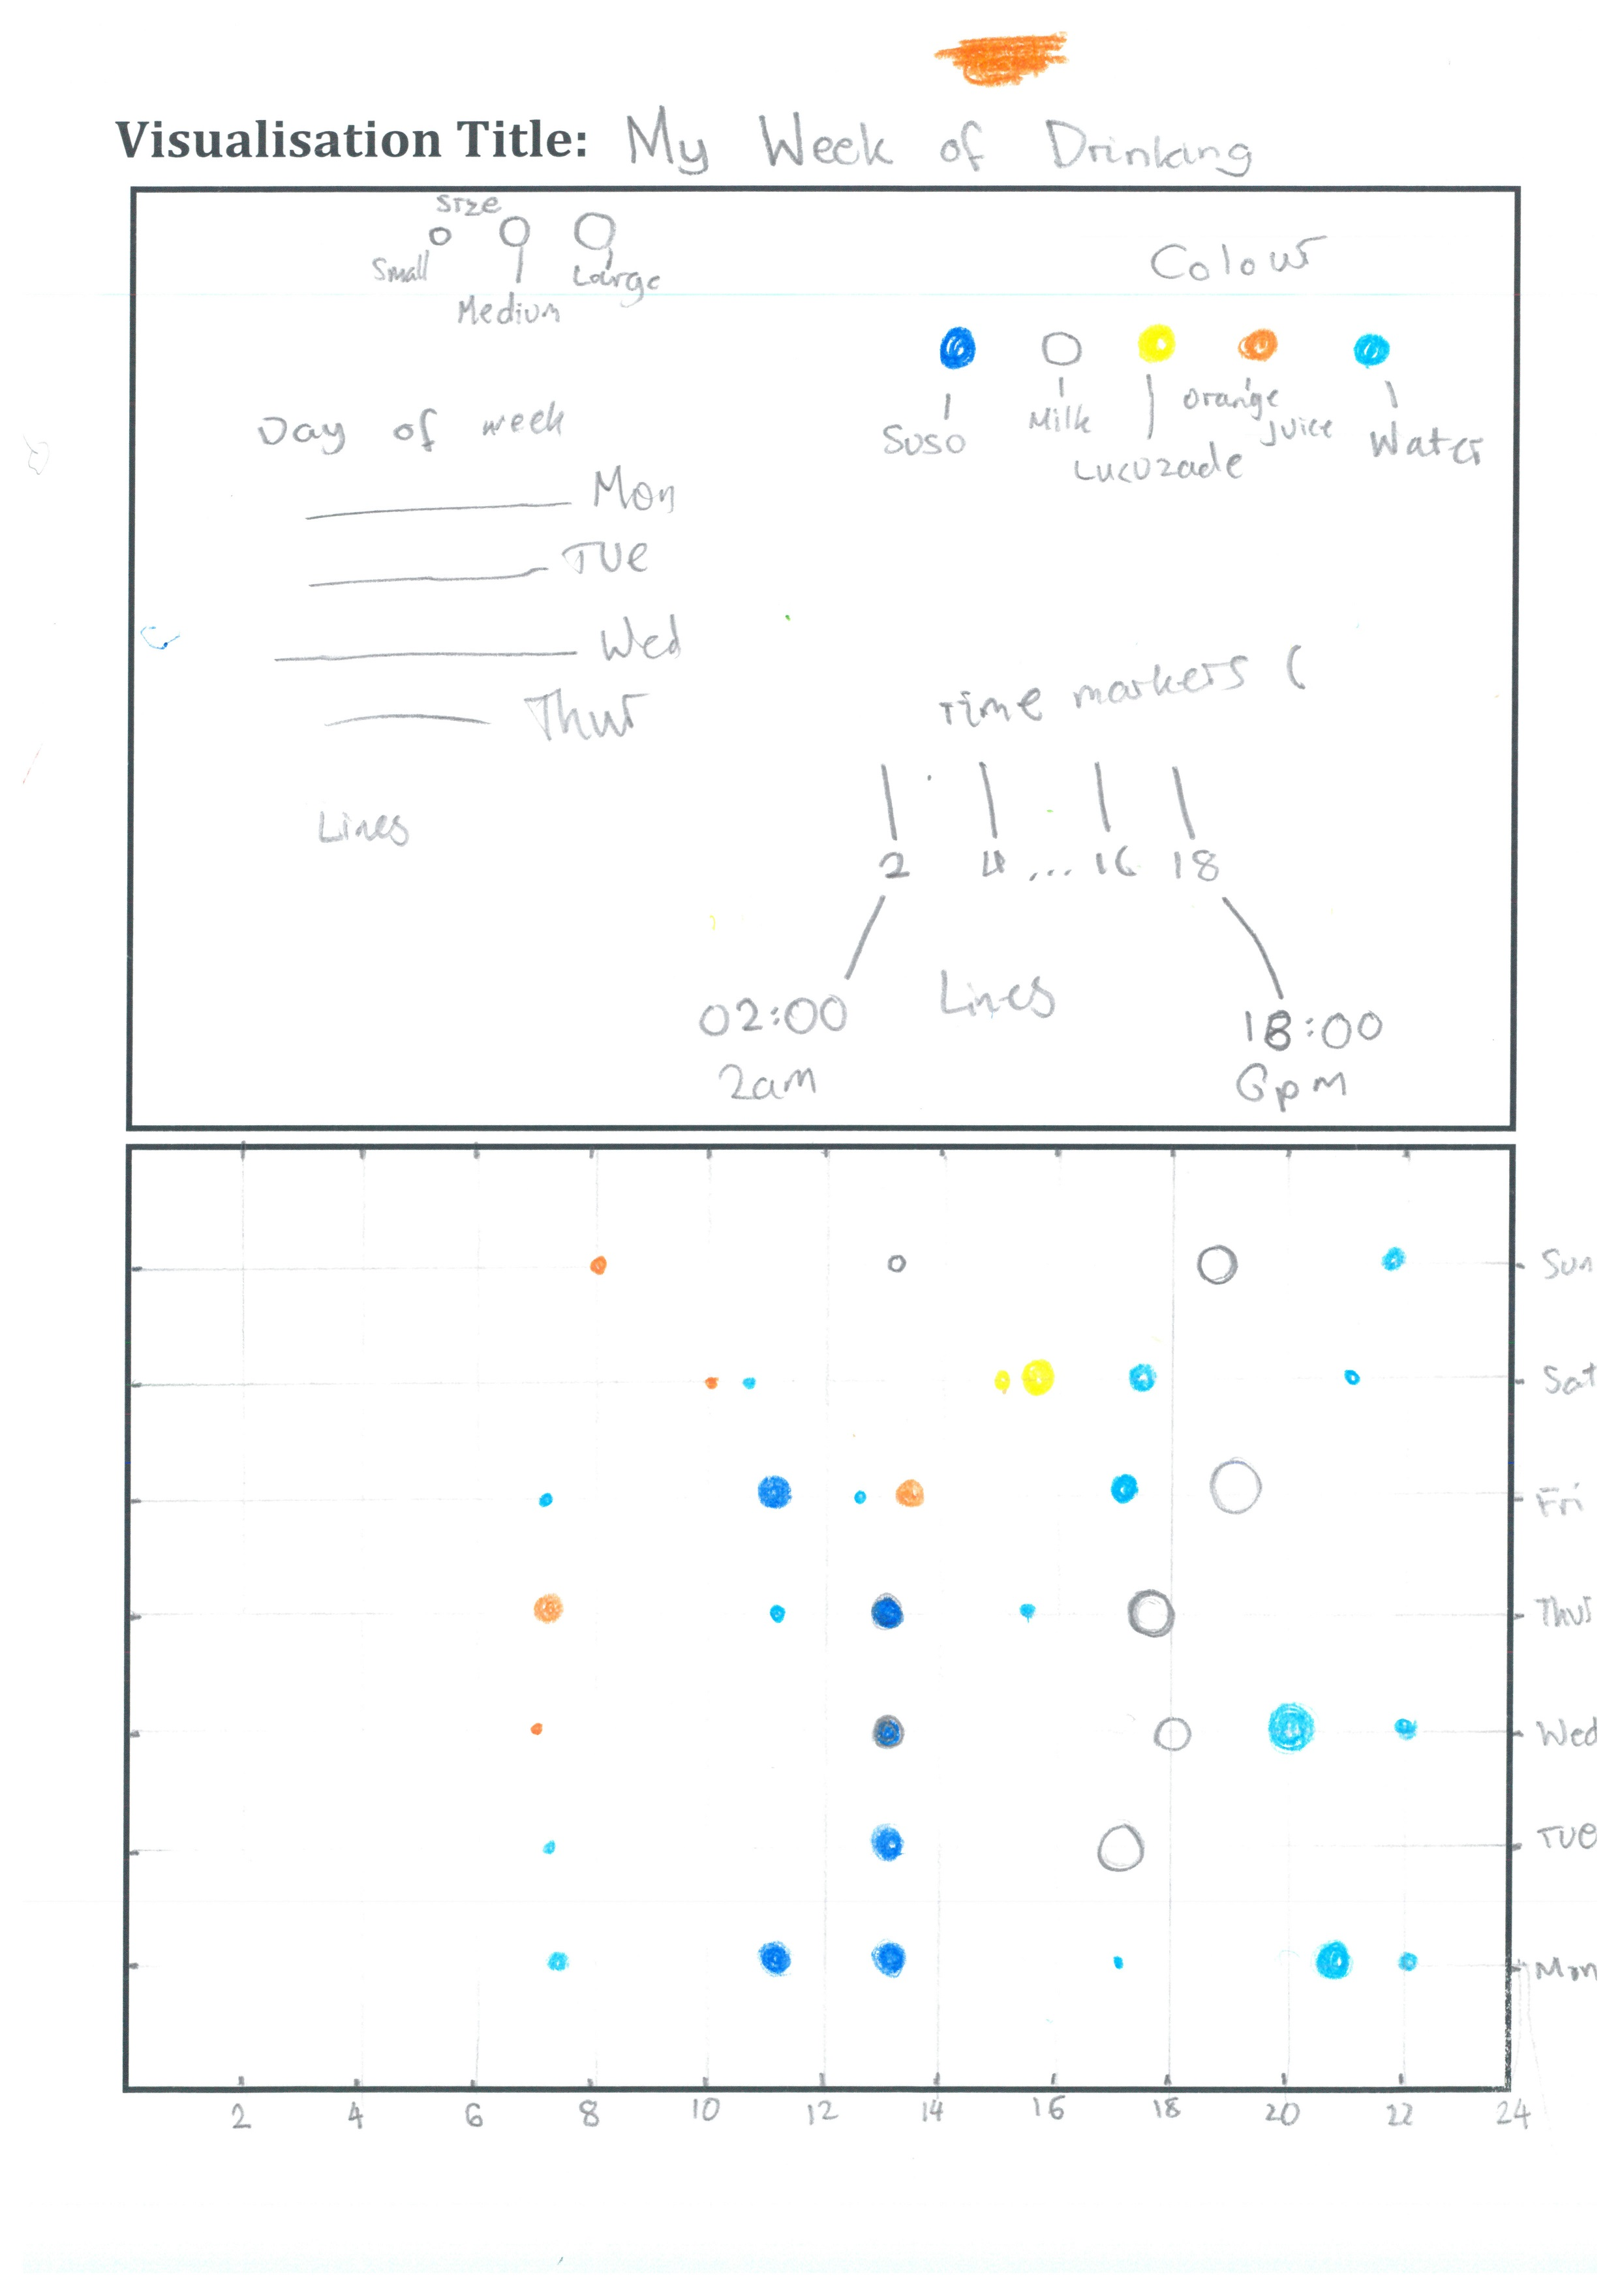 Visualisation Title: My Week of Drinking
Size
Small
Medium
Large
Colour
Suso
Milk
Lucuzade
orange
juice
Water
Day of week
Mon
Tue
Wed
Thur
Lines
Time markers (
2 4 ... 16 18
02:00
2am
Lines
18:00
6pm
Sun
Sat
Fri
Thur
Wed
Tue
Mon
2 4 6 8 10 12 14 16 18 20 22 24